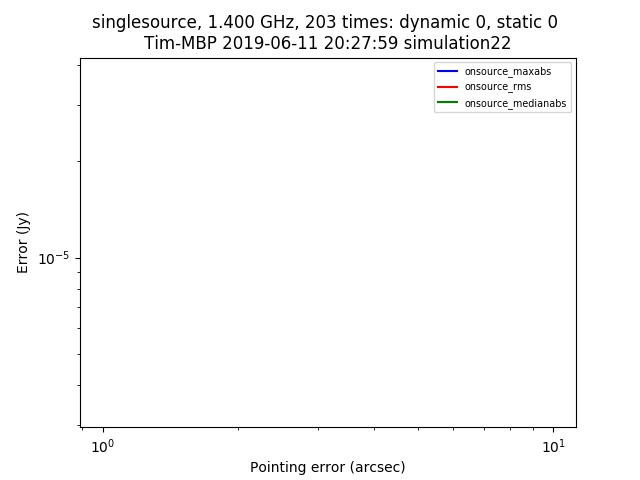 singlesource, 1.400 GHz, 203 times: dynamic 0, static 0
Tim-MBP 2019-06-11 20:27:59 simulation22
onsource_maxabs
onsource_rms
onsource_medianabs
Error (Jy)
10⁻⁵
10⁰
10¹
Pointing error (arcsec)